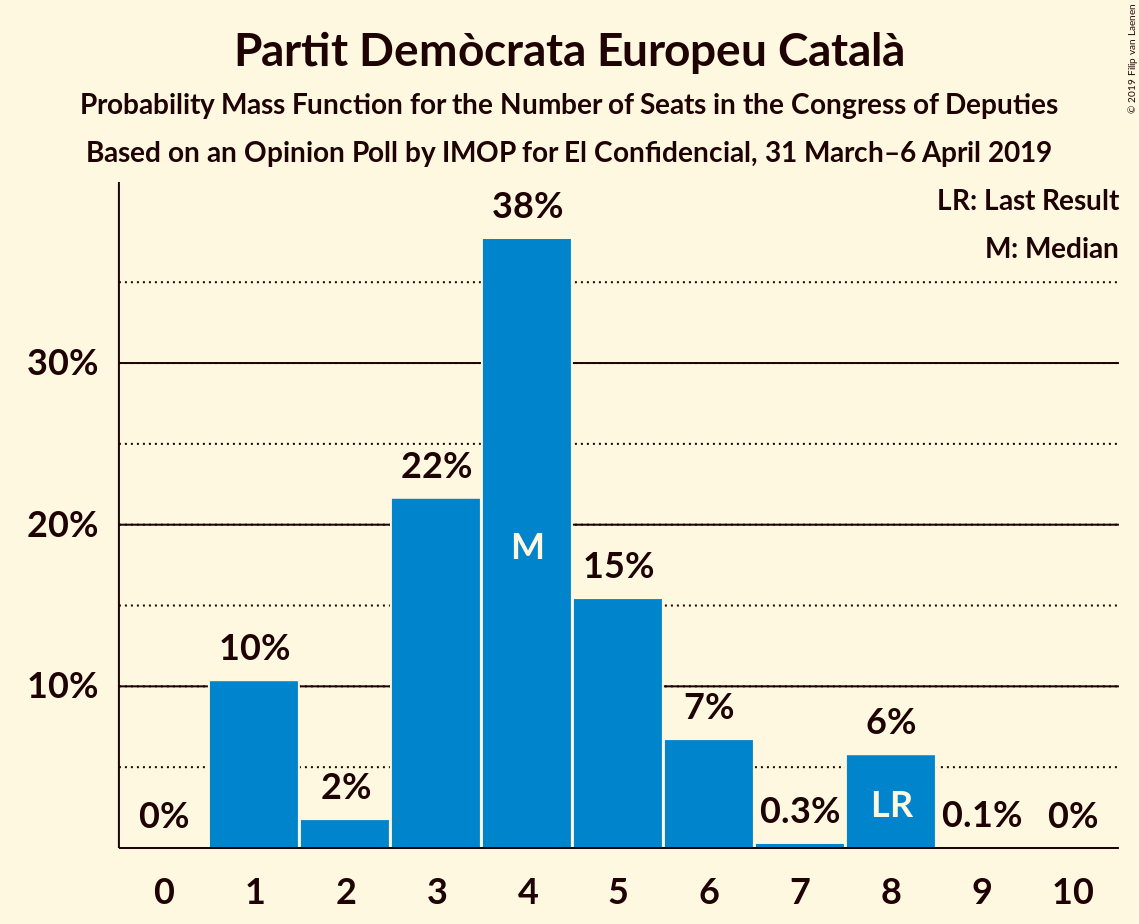 Partit Demòcrata Europeu Català
Probability Mass Function for the Number of Seats in the Congress of Deputies
Based on an Opinion Poll by IMOP for El Confidencial, 31 March–6 April 2019
© 2019 Filip van Laenen
LR: Last Result
M: Median
38%
30%
22%
20%
M
15%
10%
10%
7%
6%
2%
LR
0%
0.3%
0.1%
0%
0 1 2 3 4 5 6 7 8 9 10